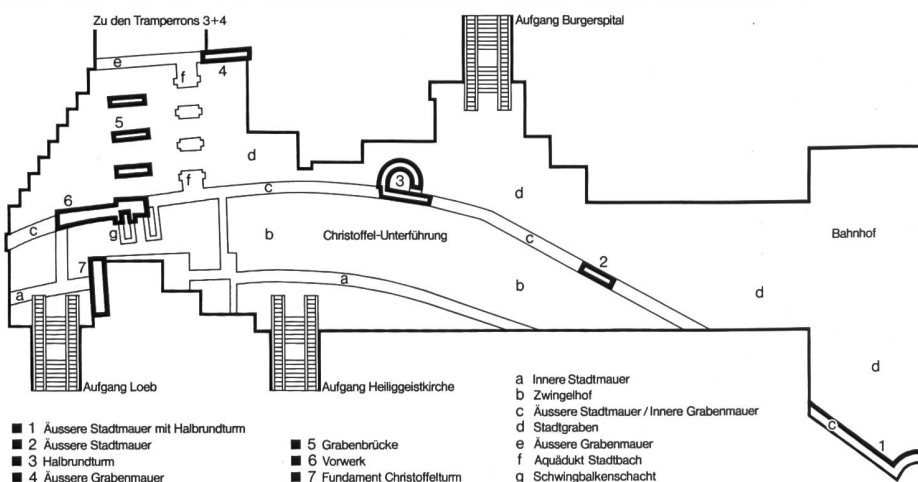 Zu den Tramperrons 3+4
Aufgang Burgerspital
e
f
4
5
d
f
c
3
d
6
c
g
b
Christoffel-Unterführung
c
Bahnhof
7
2
a
a
b
d
d
Aufgang Loeb
Aufgang Heiliggeistkirche
c
1
■ 1 Äussere Stadtmauer mit Halbrundturm
■ 2 Äussere Stadtmauer
■ 3 Halbrundturm
■ 4 Äussere Grabenmauer
■ 5 Grabenbrücke
■ 6 Vorwerk
■ 7 Fundament Christoffelturm
a Innere Stadtmauer
b Zwingelhof
c Äussere Stadtmauer / Innere Grabenmauer
d Stadtgraben
e Äussere Grabenmauer
f Aquädukt Stadtbach
g Schwingbalkenschacht